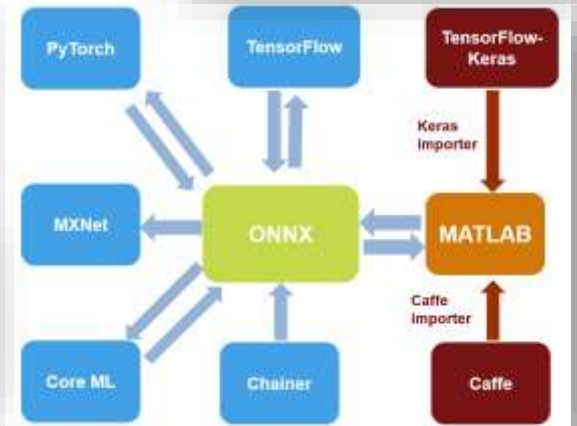 PyTorch
TensorFlow
TensorFlow-
Keras
Keras
importer
MXNet
ONNX
MATLAB
Caffe
importer
Core ML
Chainer
Caffe